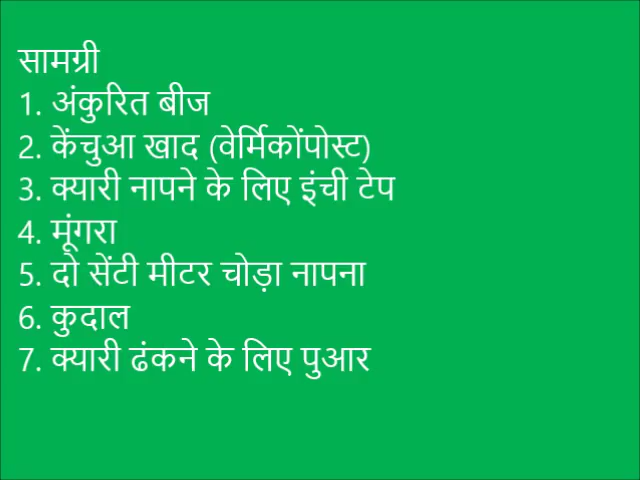 सामग्री
1. अंकुरित बीज
2. केंचुआ खाद (वेर्मिकोंपोस्ट)
3. क्यारी नापने के लिए इंची टेप
4. मूंगरा
5. दो सेंटी मीटर चोड़ा नापना
6. कुदाल
7. क्यारी ढंकने के लिए पुआर